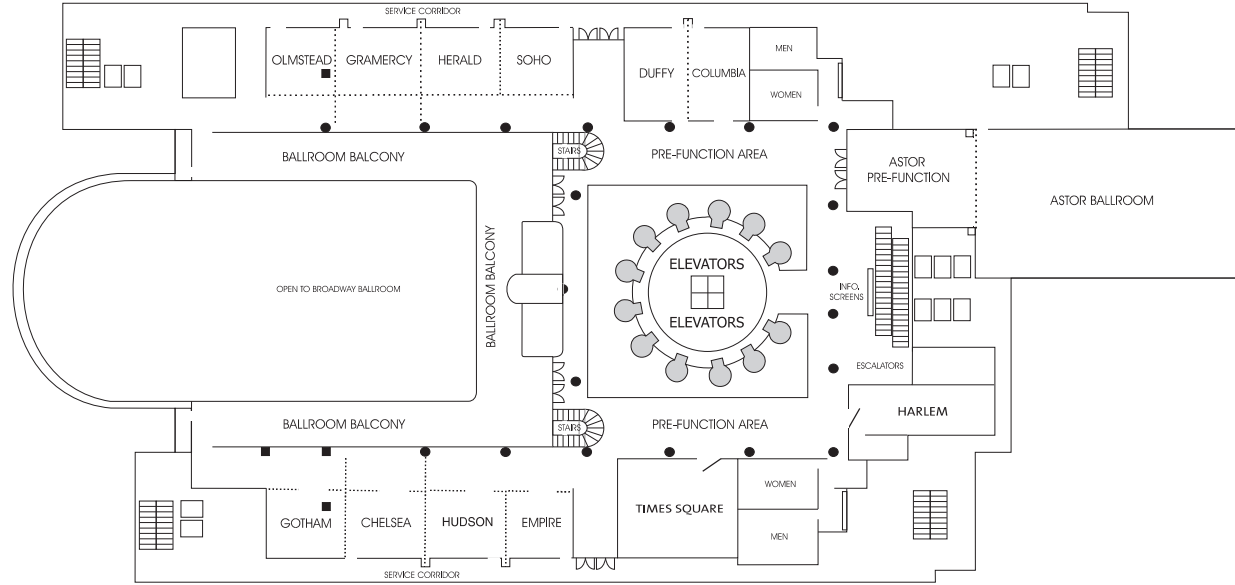 SERVICE CORRIDOR
OLMSTEAD
GRAMERCY
HERALD
SOHO
DUFFY
COLUMBIA
MEN
WOMEN
BALLROOM BALCONY
STAIRS
PRE-FUNCTION AREA
ASTOR
PRE-FUNCTION
ASTOR BALLROOM
OPEN TO BROADWAY BALLROOM
BALLROOM BALCONY
ELEVATORS
ELEVATORS
INFO.
SCREENS
ESCALATORS
HARLEM
BALLROOM BALCONY
STAIRS
PRE-FUNCTION AREA
GOTHAM
CHELSEA
HUDSON
EMPIRE
TIMES SQUARE
WOMEN
MEN
SERVICE CORRIDOR